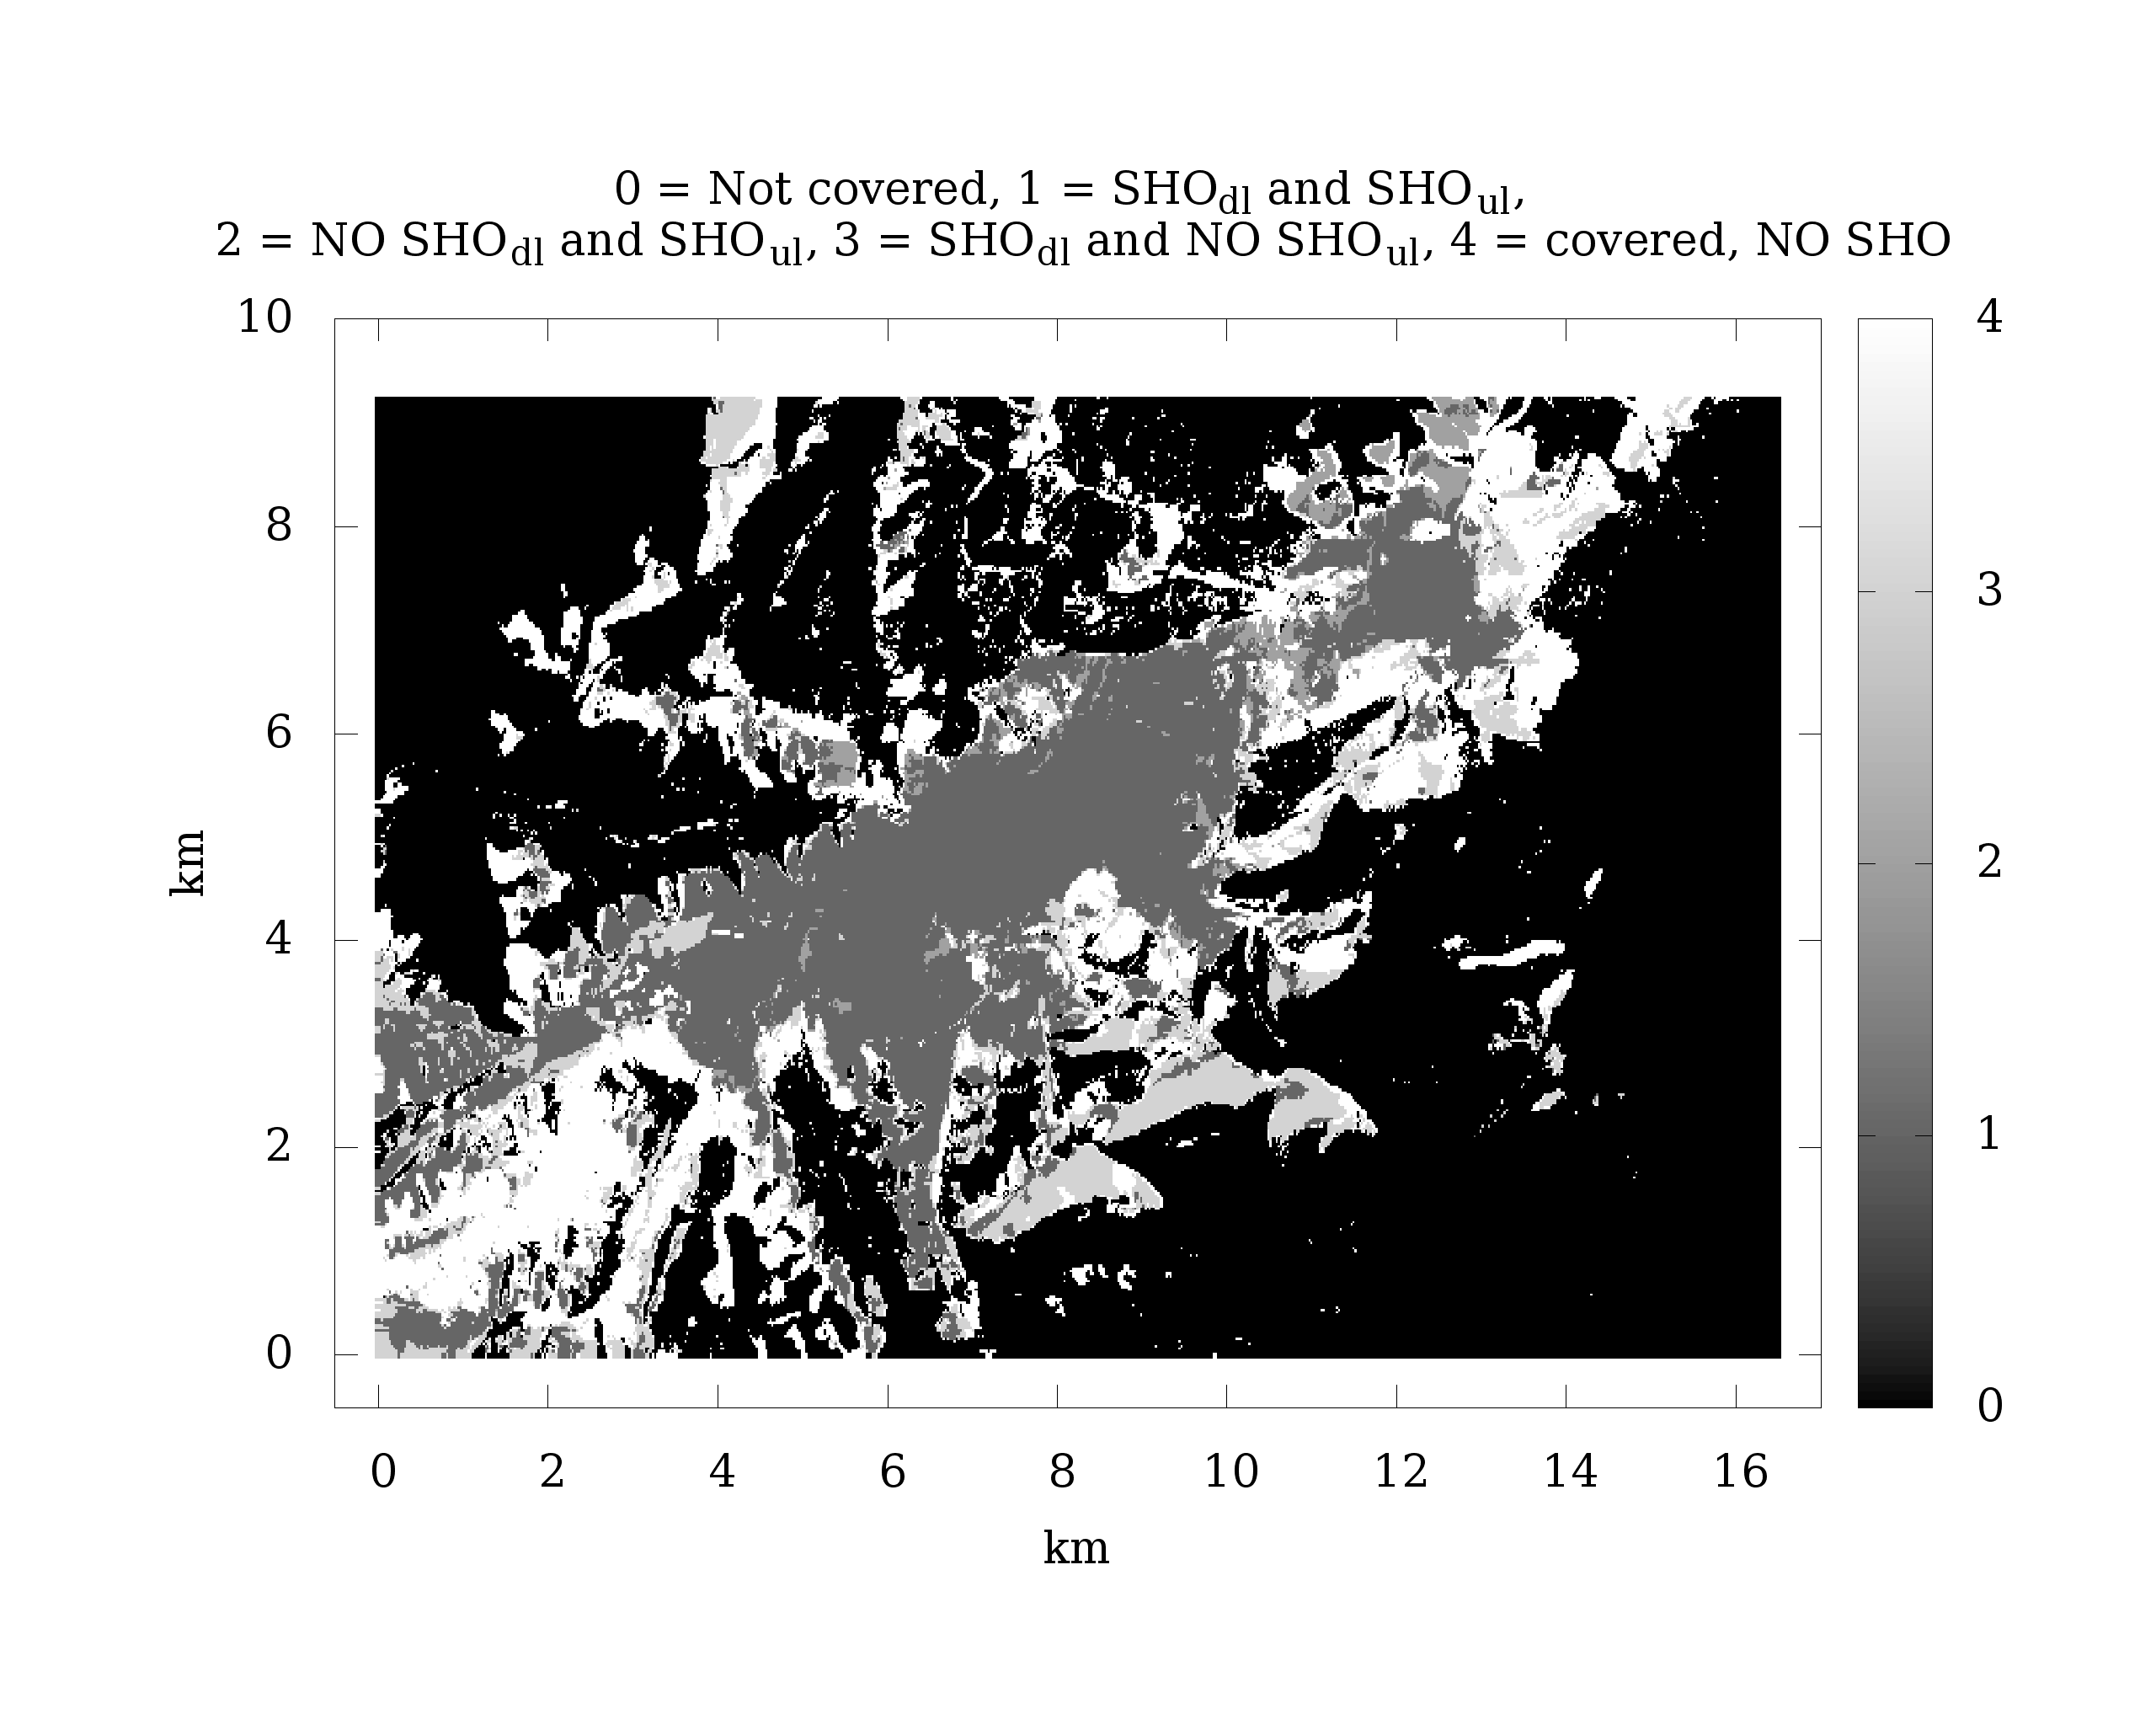 0 = Not covered, 1 = SHOdl and SHOul,
2 = NO SHOdl and SHOul, 3 = SHOdl and NO SHOul, 4 = covered, NO SHO
10
8
6
4
2
0
km
0 2 4 6 8 10 12 14 16
km
4
3
2
1
0